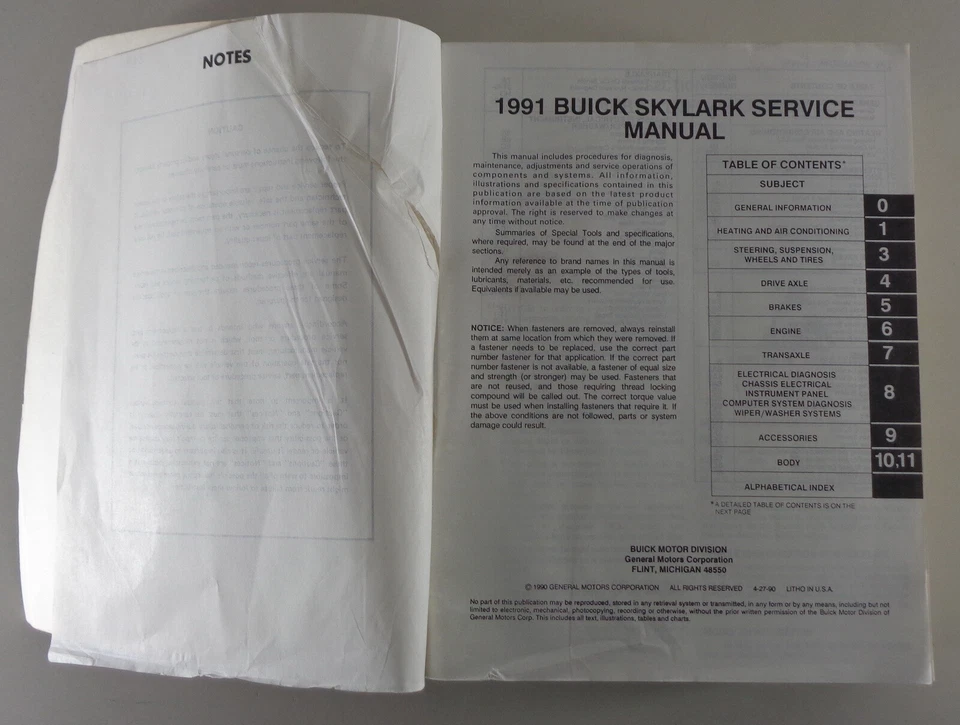 NOTES
1991 BUICK SKYLARK SERVICE
MANUAL
This manual includes procedures for diagnosis,
maintenance, adjustments and service operations of
components and systems. All information,
illustrations and specifications contained in this
publication are based on the latest product
information available at the time of publication
approval. The right is reserved to make changes at
any time without notice.
Summaries of Special Tools and specifications,
where required, may be found at the end of the major
sections.
Any reference to brand names in this manual is
intended merely as an example of the types of tools,
lubricants, materials, etc. recommended for use.
Equivalents if available may be used.
NOTICE: When fasteners are removed, always reinstall
them at same location from which they were removed. If
a fastener needs to be replaced, use the correct part
number fastener for that application. If the correct part
number fastener is not available, a fastener of equal size
and strength (or stronger) may be used. Fasteners that
are not reused, and those requiring thread locking
compound will be called out. The correct torque value
must be used when installing fasteners that require it. If
the above conditions are not followed, parts or system
damage could result.
TABLE OF CONTENTS*
SUBJECT
GENERAL INFORMATION 0
HEATING AND AIR CONDITIONING 1
STEERING, SUSPENSION,
WHEELS AND TIRES 3
DRIVE AXLE 4
BRAKES 5
ENGINE 6
TRANSAXLE 7
ELECTRICAL DIAGNOSIS
CHASSIS ELECTRICAL
INSTRUMENT PANEL 8
COMPUTER SYSTEM DIAGNOSIS
WIPER/WASHER SYSTEMS
ACCESSORIES 9
BODY 10,11
ALPHABETICAL INDEX
*A DETAILED TABLE OF CONTENTS IS ON THE
NEXT PAGE
BUICK MOTOR DIVISION
General Motors Corporation
FLINT, MICHIGAN 48550
© 1990 GENERAL MOTORS CORPORATION ALL RIGHTS RESERVED 4-27-90 LITHO IN U.S.A.
No part of this publication may be reproduced, stored in any retrieval system or transmitted, in any form or by any means, including but not
limited to electronic, mechanical, photocopying, recording or otherwise, without the prior written permission of the Buick Motor Division of
General Motors Corp. This includes all text, illustrations, tables and charts.